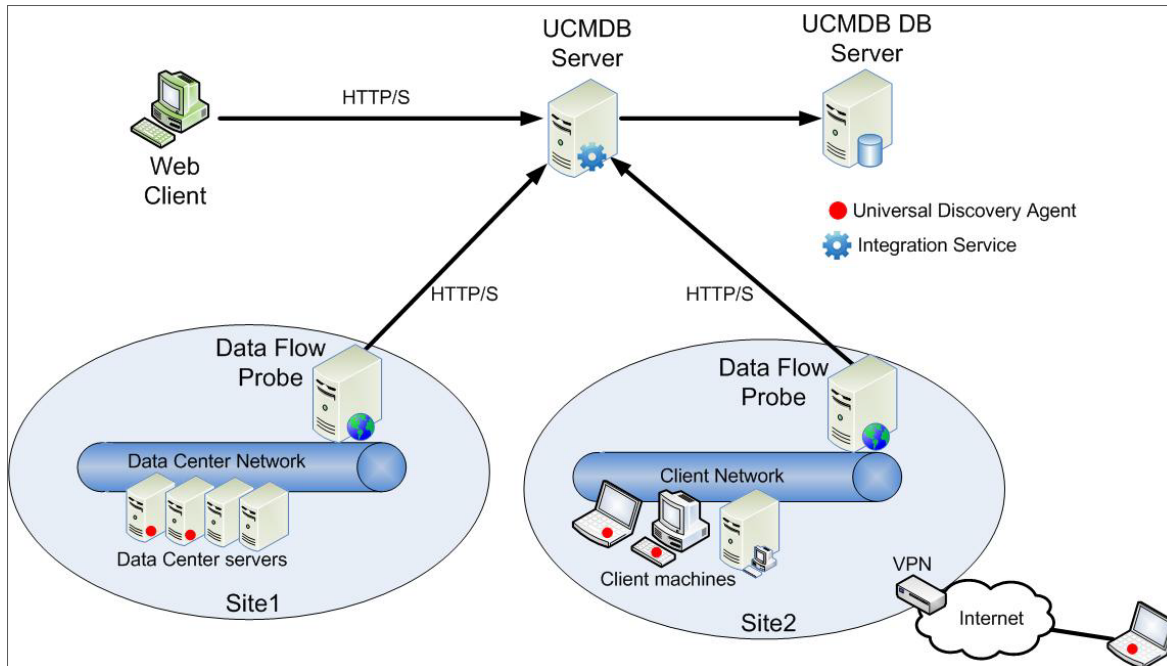 UCMDB
Server
UCMDB DB
Server
HTTP/S
Web
Client
Universal Discovery Agent
Integration Service
HTTP/S
HTTP/S
Data Flow
Probe
Data Flow
Probe
Data Center Network
Client Network
Data Center servers
Client machines
VPN
Site1
Site2
Internet